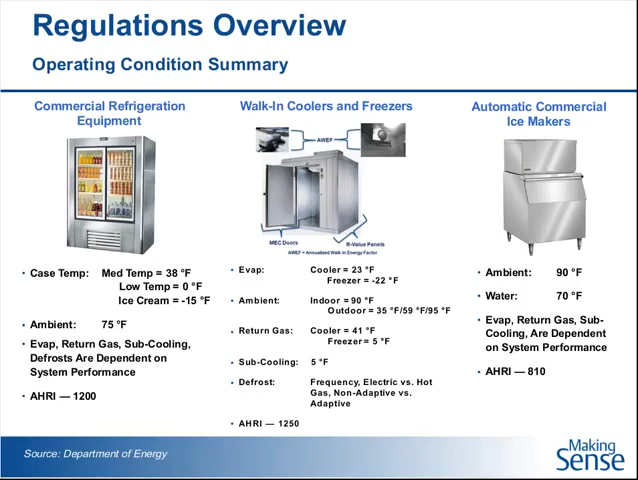 Regulations Overview
Operating Condition Summary
Commercial Refrigeration
Equipment
• Case Temp: Med Temp = 38 °F
Low Temp = 0 °F
Ice Cream = -15 °F
• Ambient: 75 °F
• Evap, Return Gas, Sub-Cooling,
Defrosts Are Dependent on
System Performance
• AHRI — 1200
Walk-In Coolers and Freezers
AWEF
MEC Doors
R-Value Panels
AWEF = Annualized Walk In Energy Factor
• Evap: Cooler = 23 °F
Freezer = -22 °F
• Ambient: Indoor = 90 °F
Outdoor = 35 °F/59 °F/95 °F
• Return Gas: Cooler = 41 °F
Freezer = 5 °F
• Sub-Cooling: 5 °F
• Defrost: Frequency, Electric vs. Hot
Gas, Non-Adaptive vs.
Adaptive
• AHRI — 1250
Automatic Commercial
Ice Makers
• Ambient: 90 °F
• Water: 70 °F
• Evap, Return Gas, Sub-
Cooling, Are Dependent
on System Performance
• AHRI — 810
Source: Department of Energy
Making
Sense